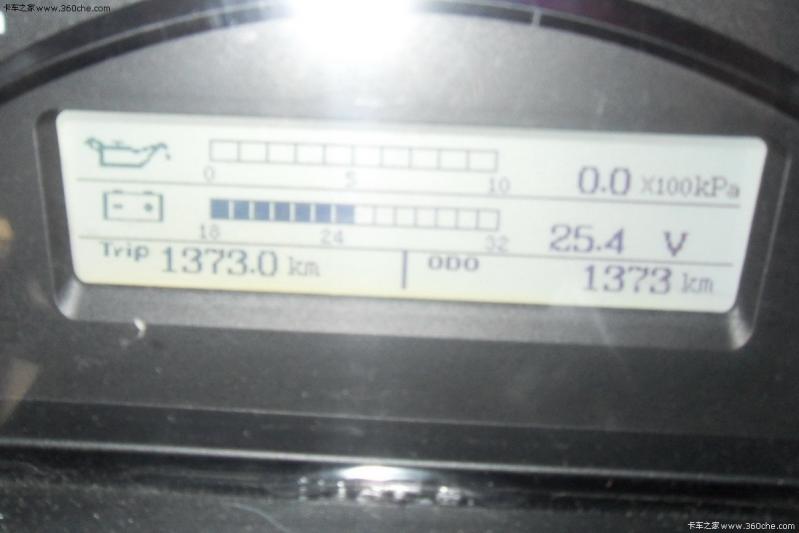 卡车之家 www.360che.com
0 5 10 0.0 X100kPa
18 24 32 25.4 V
Trip 1373.0 km ODO 1373 km
卡车之家 www.360che.com